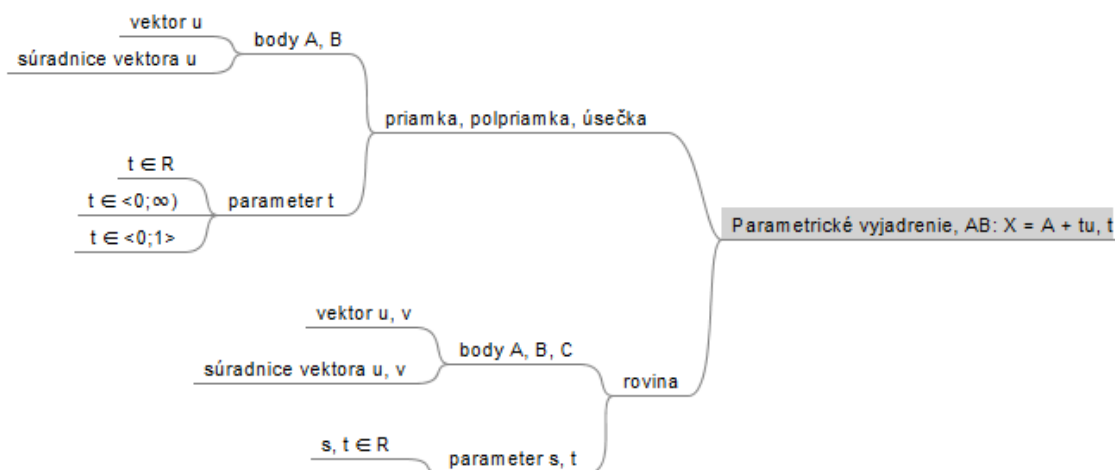 vektor u
súradnice vektora u
body A, B
priamka, polpriamka, úsečka
t ∈ R
t ∈ <0;∞)
t ∈ <0;1>
parameter t
Parametrické vyjadrenie, AB: X = A + tu, t
vektor u, v
súradnice vektora u, v
body A, B, C
rovina
s, t ∈ R
parameter s, t